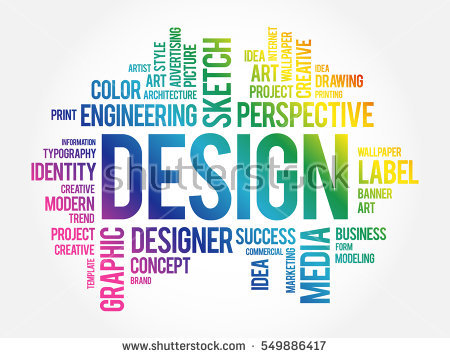 ARTIST
STYLE
ART
ADVERTISING
PICTURE
SKETCH
IDEA
ART
INTERNET
WALLPAPER
CREATIVE
IDEA
DRAWING
COLOR
ARCHITECTURE
PROJECT
PRINTING
PRINT
ENGINEERING
PERSPECTIVE
INFORMATION
TYPOGRAPHY
IDENTITY
CREATIVE
MODERN
TREND
PROJECT
CREATIVE
DESIGN
WALLPAPER
LABEL
BANNER
ART
TEMPLATE
GRAPHIC
DESIGNER
CONCEPT
BRAND
SUCCESS
COMMERCIAL
IDEA
MARKETING
MEDIA
BUSINESS
FORM
MODELING
shutterstock
www.shutterstock.com · 549886417